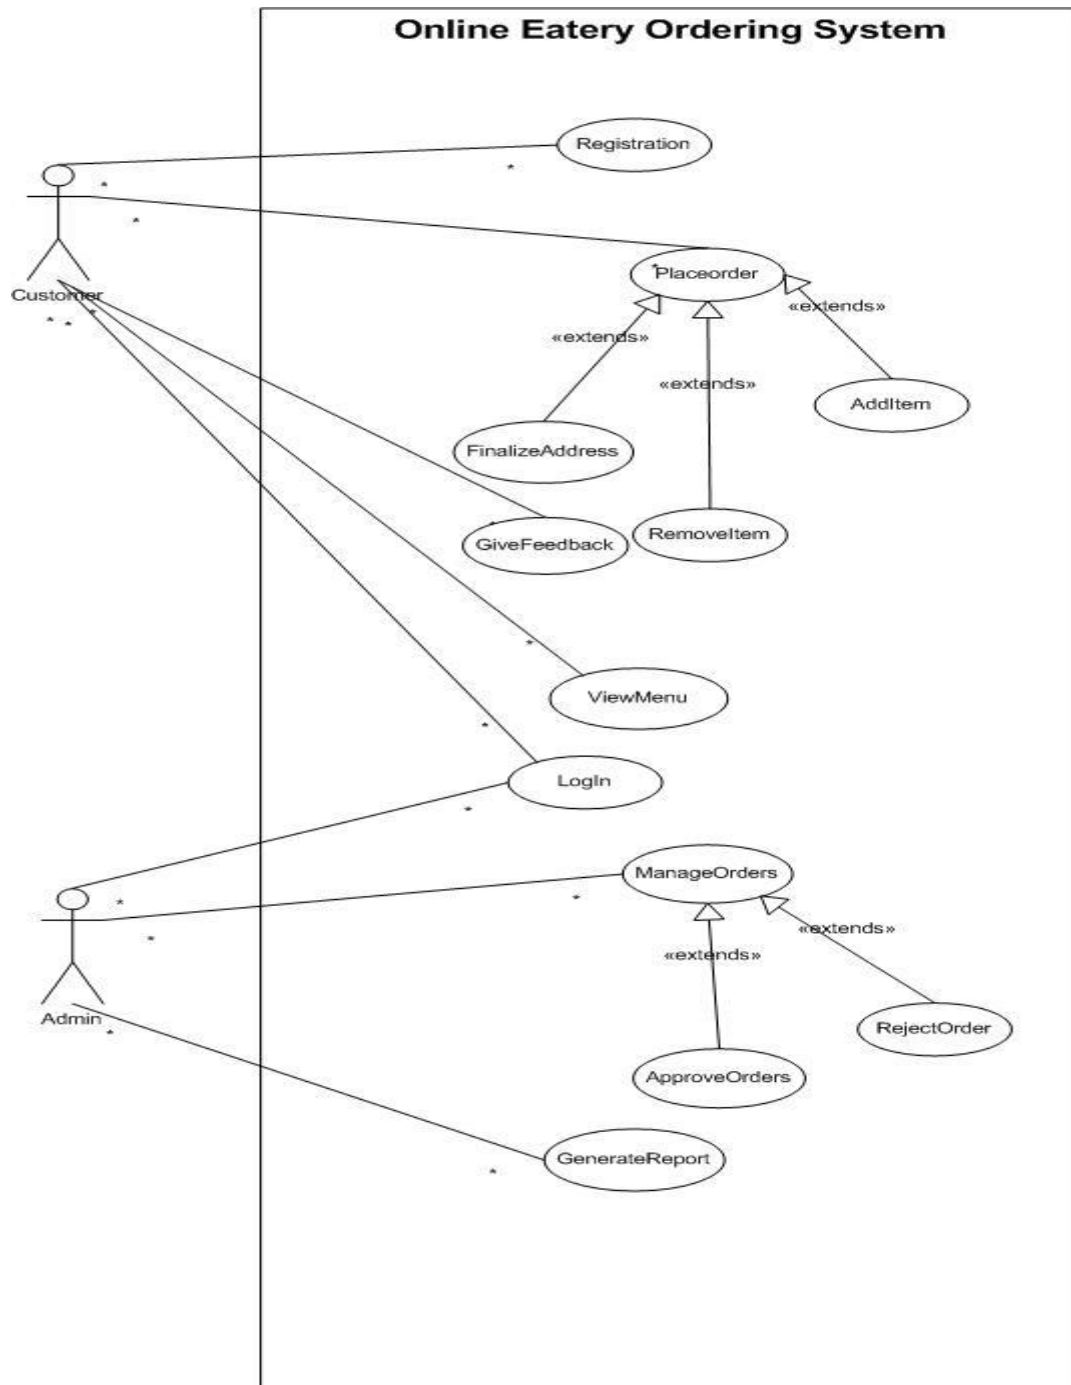 Online Eatery Ordering System
Registration
*
*
*
Customer
* * *
*Placeorder
«extends»
«extends»
«extends»
AddItem
FinalizeAddress
*
GiveFeedback
RemoveItem
*
ViewMenu
*
LogIn
*
ManageOrders
*
*
*
«extends»
«extends»
Admin
*
RejectOrder
ApproveOrders
GenerateReport
*